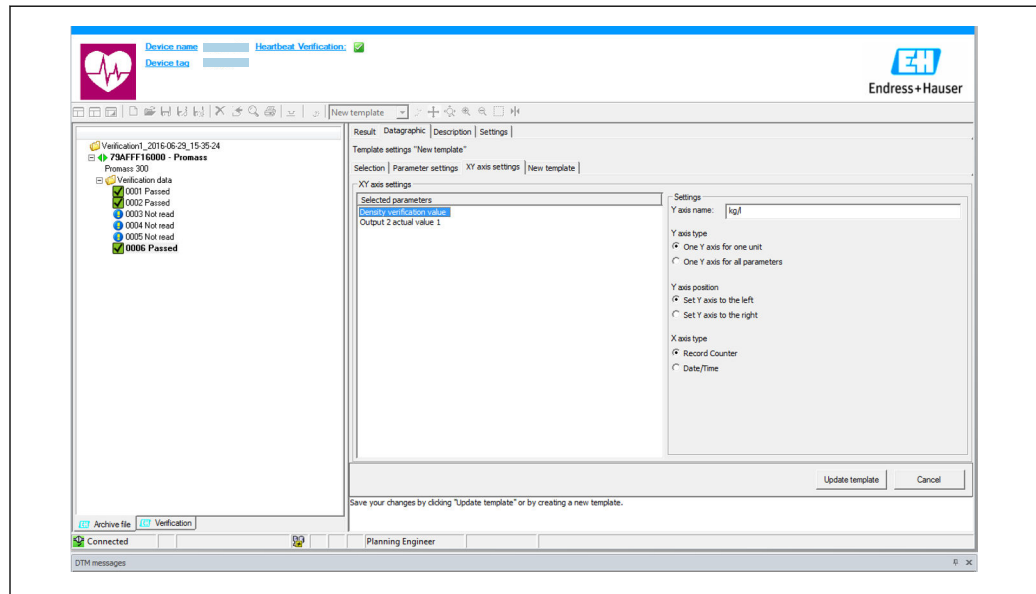 Device name Heartbeat Verification:
Device tag
Endress+Hauser
New template
Result Datagraphic Description Settings
Verification1_2016-06-29_15-35-24
79AFFF16000 - Promass
Promass 300
Verification data
0001 Passed
0002 Passed
0003 Not read
0004 Not read
0005 Not read
0006 Passed
Template settings "New template"
Selection Parameter settings XY axis settings New template
XY axis settings
Selected parameters
Density verification value
Output 2 actual value 1
Settings
Y axis name: kg/l
Y axis type
One Y axis for one unit
One Y axis for all parameters
Y axis position
Set Y axis to the left
Set Y axis to the right
X axis type
Record Counter
Date/Time
Update template Cancel
Save your changes by clicking "Update template" or by creating a new template.
Archive file Verification
Connected Planning Engineer
DTM messages